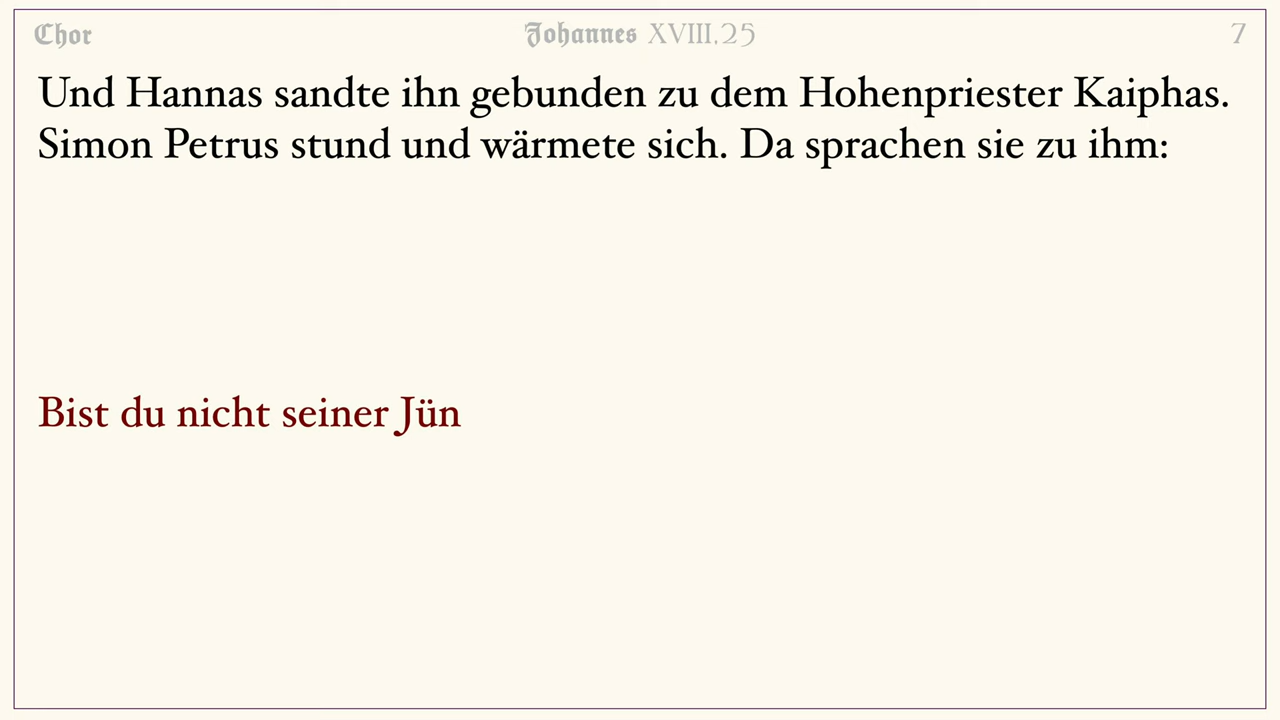 Chor Johannes XVIII,25 7
Und Hannas sandte ihn gebunden zu dem Hohenpriester Kaiphas.
Simon Petrus stund und wärmete sich. Da sprachen sie zu ihm:
Bist du nicht seiner Jün